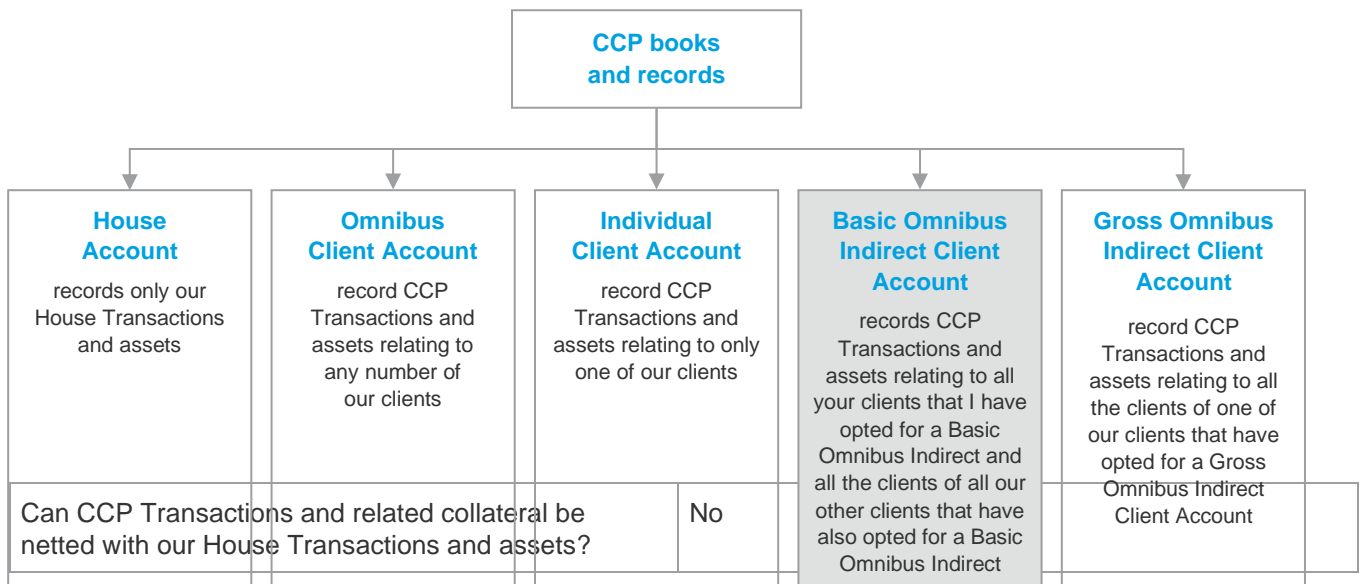 CCP books
and records
House
Account
records only our
House Transactions
and assets
Omnibus
Client Account
record CCP
Transactions and
assets relating to
any number of
our clients
Individual
Client Account
record CCP
Transactions and
assets relating to only
one of our clients
Basic Omnibus
Indirect Client
Account
records CCP
Transactions and
assets relating to all
your clients that I have
opted for a Basic
Omnibus Indirect and
all the clients of all our
other clients that have
also opted for a Basic
Omnibus Indirect
Gross Omnibus
Indirect Client
Account
record CCP
Transactions and
assets relating to all
the clients of one of
our clients that have
opted for a Gross
Omnibus Indirect
Client Account
Can CCP Transactions and related collateral be
netted with our House Transactions and assets?
No